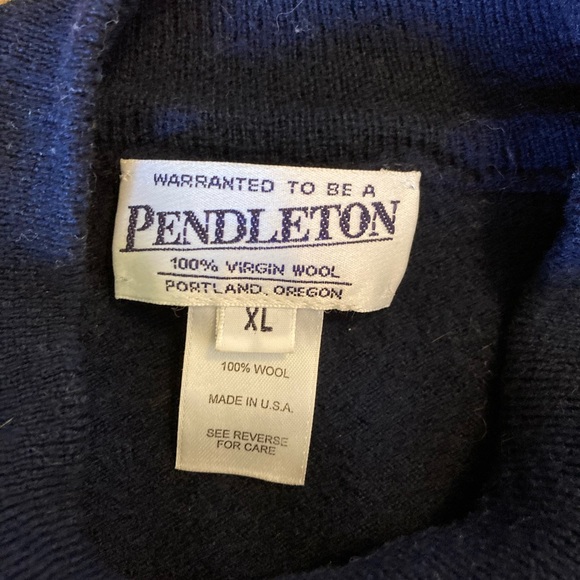 WARRANTED TO BE A
PENDLETON
100% VIRGIN WOOL
PORTLAND, OREGON
XL
100% WOOL
MADE IN U.S.A.
SEE REVERSE
FOR CARE